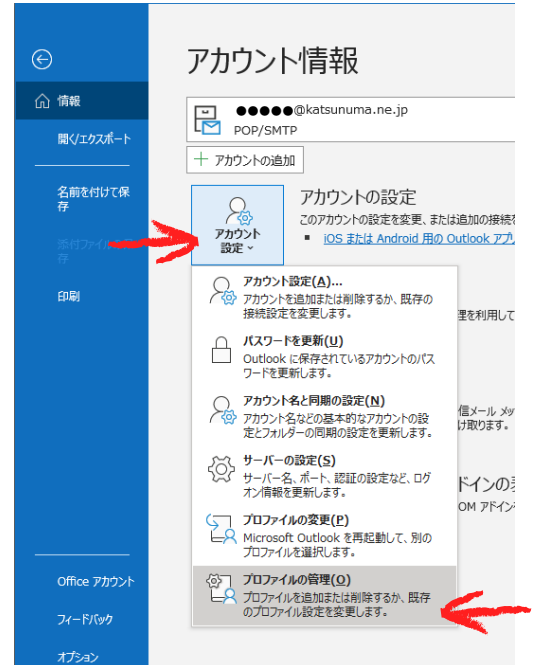 アカウント情報
情報
●●●●●@katsunuma.ne.jp
POP/SMTP
開く/エクスポート
アカウントの追加
名前を付けて保
存
アカウントの設定
このアカウントの設定を変更、または追加の接続を
iOS または Android 用の Outlook アプリ
アカウント
設定
添付ファイル
存
印刷
アカウント設定(A)...
アカウントを追加または削除するか、既存の
接続設定を変更します。
理を利用して
パスワードを更新(U)
Outlook に保存されているアカウントのパス
ワードを更新します。
アカウント名と同期の設定(N)
アカウント名などの基本的なアカウントの設
定とフォルダーの同期の設定を更新します。
信メール メッ
け取ります。
サーバーの設定(S)
サーバー名、ポート、認証の設定など、ログ
オン情報を更新します。
ドインの
COM アドイン
プロファイルの変更(P)
Microsoft Outlook を再起動して、別の
プロファイルを選択します。
プロファイルの管理(O)
プロファイルを追加または削除するか、既存
のプロファイル設定を変更します。
Office アカウント
フィードバック
オプション